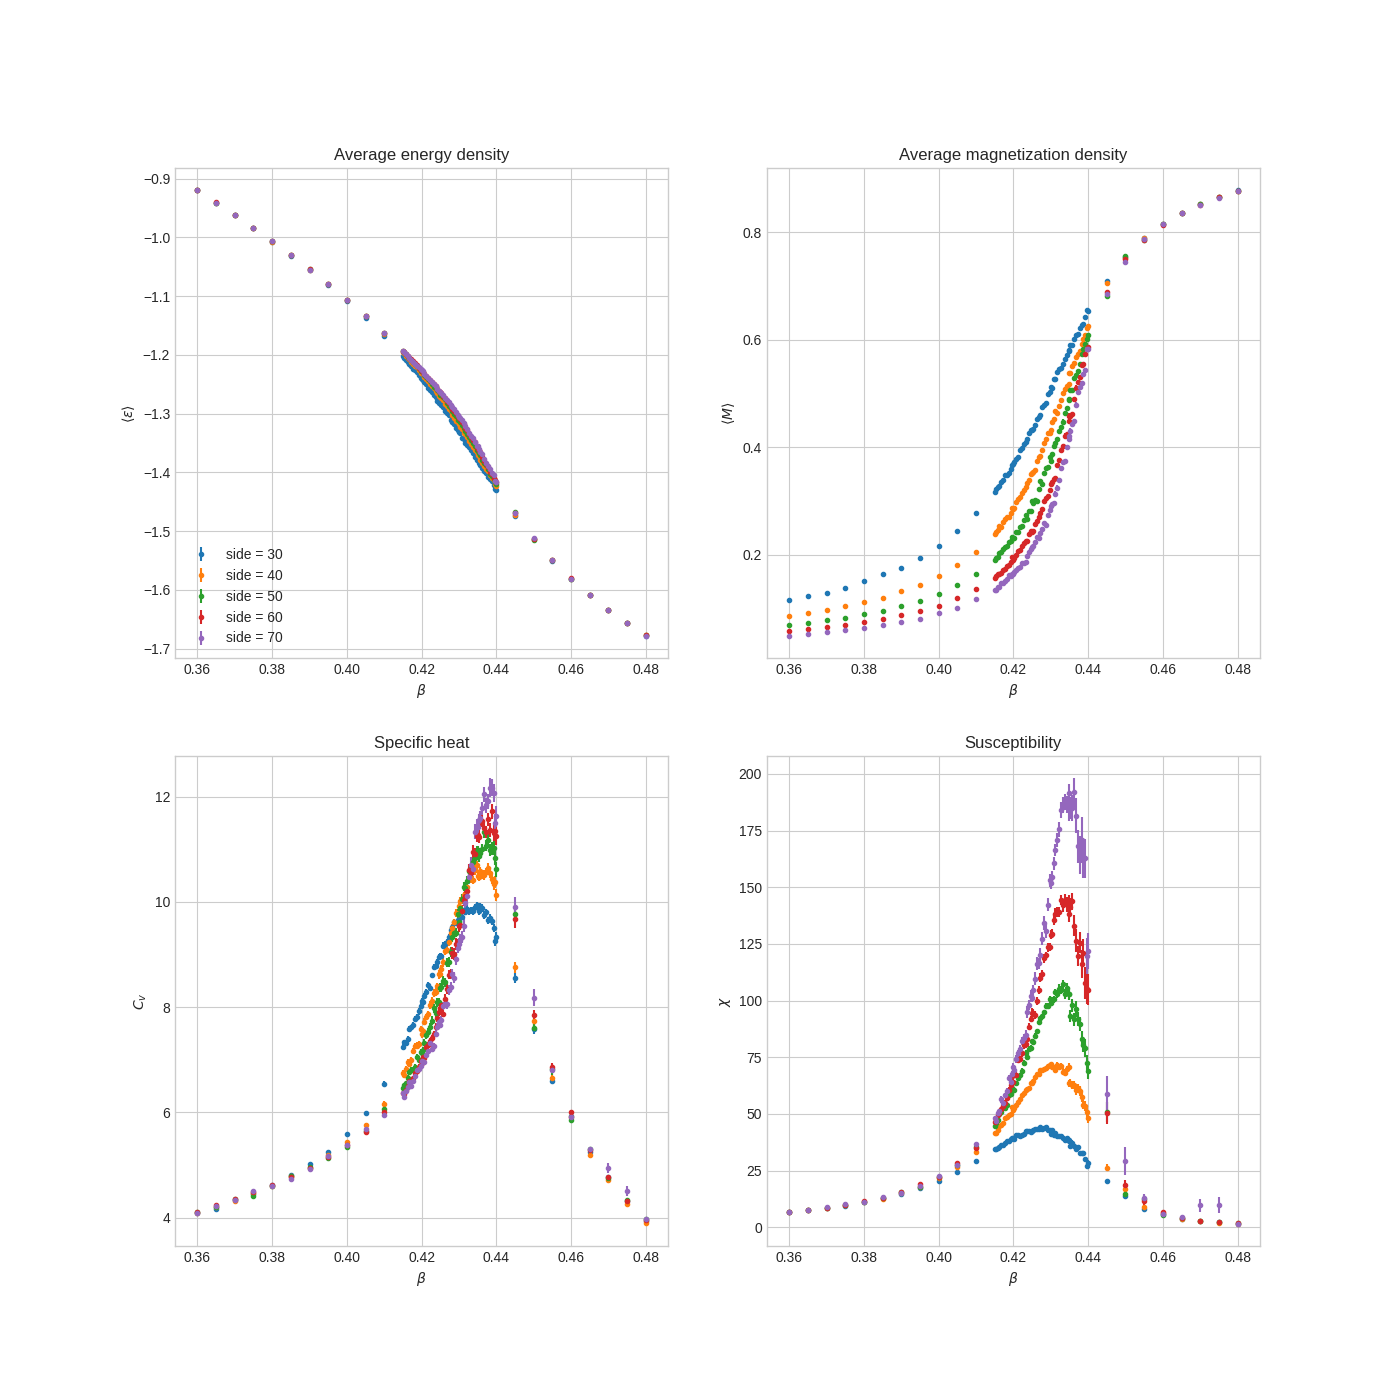 Average energy density
−0.9
−1.0
−1.1
−1.2
−1.3
−1.4
−1.5
−1.6
−1.7
⟨ε⟩
side = 30
side = 40
side = 50
side = 60
side = 70
0.36 0.38 0.40 0.42 0.44 0.46 0.48
β
Average magnetization density
0.8
0.6
0.4
0.2
⟨M⟩
0.36 0.38 0.40 0.42 0.44 0.46 0.48
β
Specific heat
12
10
8
6
4
C_v
0.36 0.38 0.40 0.42 0.44 0.46 0.48
β
Susceptibility
200
175
150
125
100
75
50
25
0
χ
0.36 0.38 0.40 0.42 0.44 0.46 0.48
β